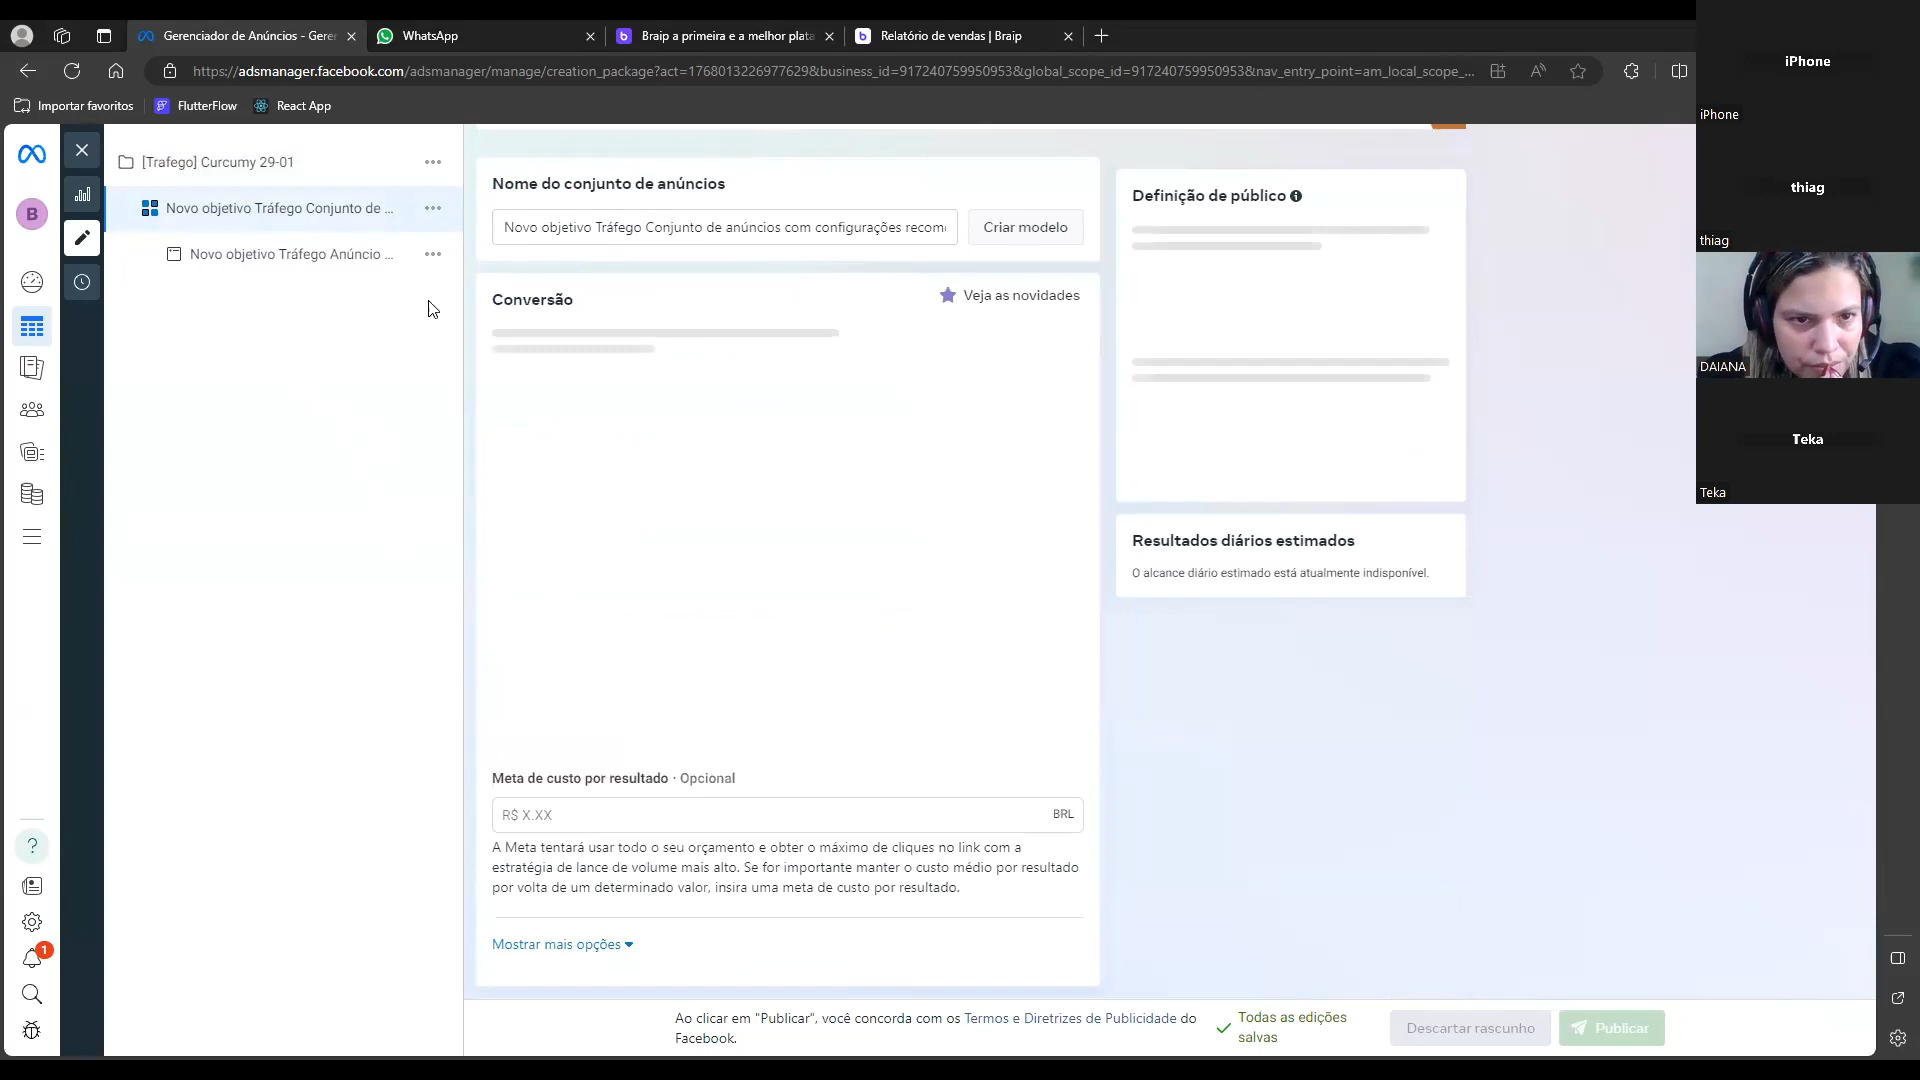 Gerenciador de Anúncios - Gere
WhatsApp
Braip a primeira e a melhor plata
Relatório de vendas | Braip
https://adsmanager.facebook.com/adsmanager/manage/creation_package?act=1768013226977629&business_id=917240759950953&global_scope_id=917240759950953&nav_entry_point=am_local_scope_...
Importar favoritos
FlutterFlow
React App
B
[Trafego] Curcumy 29-01
Novo objetivo Tráfego Conjunto de ...
Novo objetivo Tráfego Anúncio ...
Nome do conjunto de anúncios
Novo objetivo Tráfego Conjunto de anúncios com configurações recom
Criar modelo
Conversão
Veja as novidades
Meta de custo por resultado · Opcional
R$ X.XX
BRL
A Meta tentará usar todo o seu orçamento e obter o máximo de cliques no link com a
estratégia de lance de volume mais alto. Se for importante manter o custo médio por resultado
por volta de um determinado valor, insira uma meta de custo por resultado.
Mostrar mais opções
Definição de público
Resultados diários estimados
O alcance diário estimado está atualmente indisponível.
Ao clicar em "Publicar", você concorda com os Termos e Diretrizes de Publicidade do
Facebook.
Todas as edições
salvas
Descartar rascunho
Publicar
1
iPhone
iPhone
thiag
thiag
DAIANA
Teka
Teka